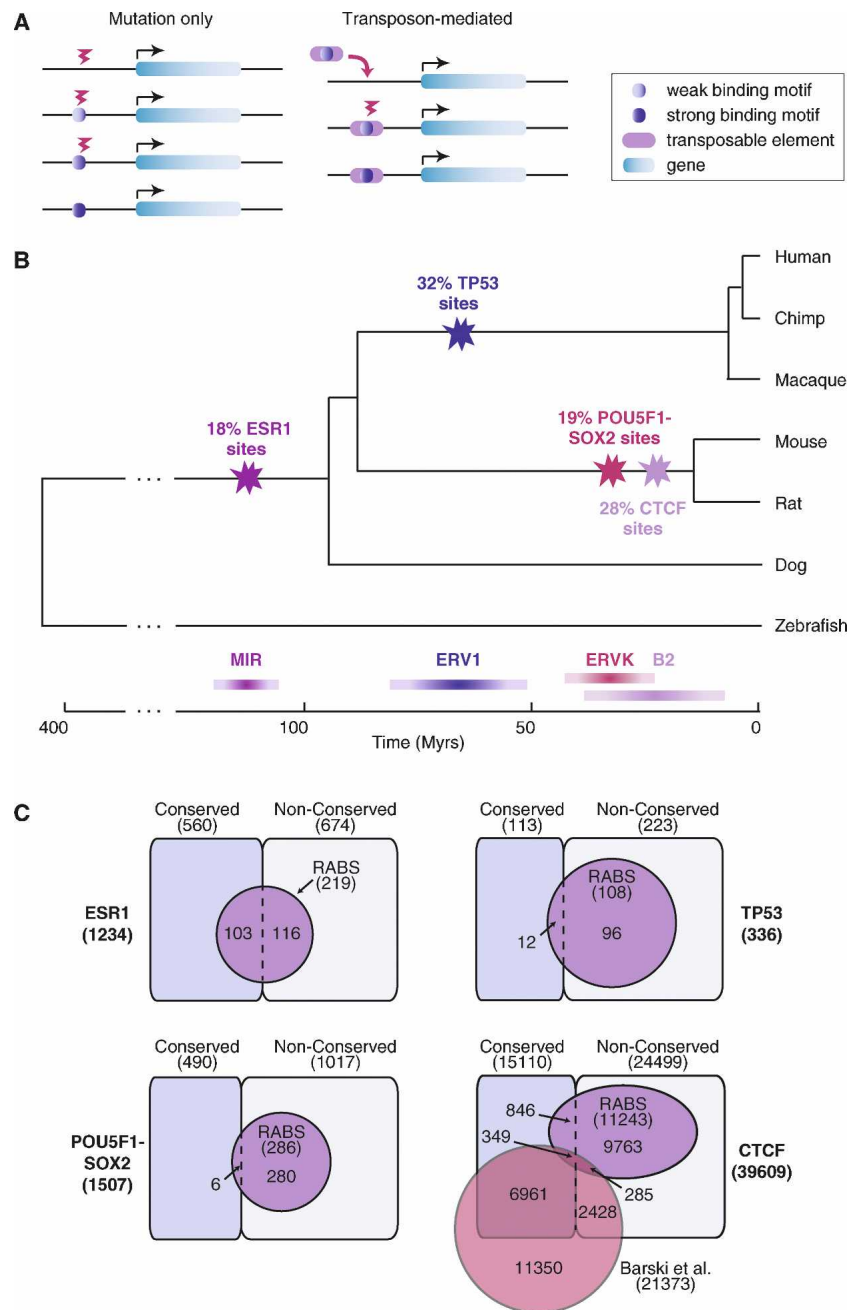 A
Mutation only
Transposon-mediated
weak binding motif
strong binding motif
transposable element
gene
B
Human
32% TP53
sites
Chimp
Macaque
19% POU5F1-
SOX2 sites
18% ESR1
sites
Mouse
Rat
28% CTCF
sites
Dog
Zebrafish
MIR
ERV1
ERVK
B2
400
100
50
0
Time (Myrs)
C
Conserved
(560)
Non-Conserved
(674)
RABS
(219)
ESR1
(1234)
103
116
Conserved
(113)
Non-Conserved
(223)
RABS
(108)
TP53
(336)
12
96
Conserved
(490)
Non-Conserved
(1017)
POU5F1-
SOX2
(1507)
RABS
(286)
6
280
Conserved
(15110)
Non-Conserved
(24499)
846
RABS
(11243)
9763
349
CTCF
(39609)
6961
285
2428
11350
Barski et al.
(21373)